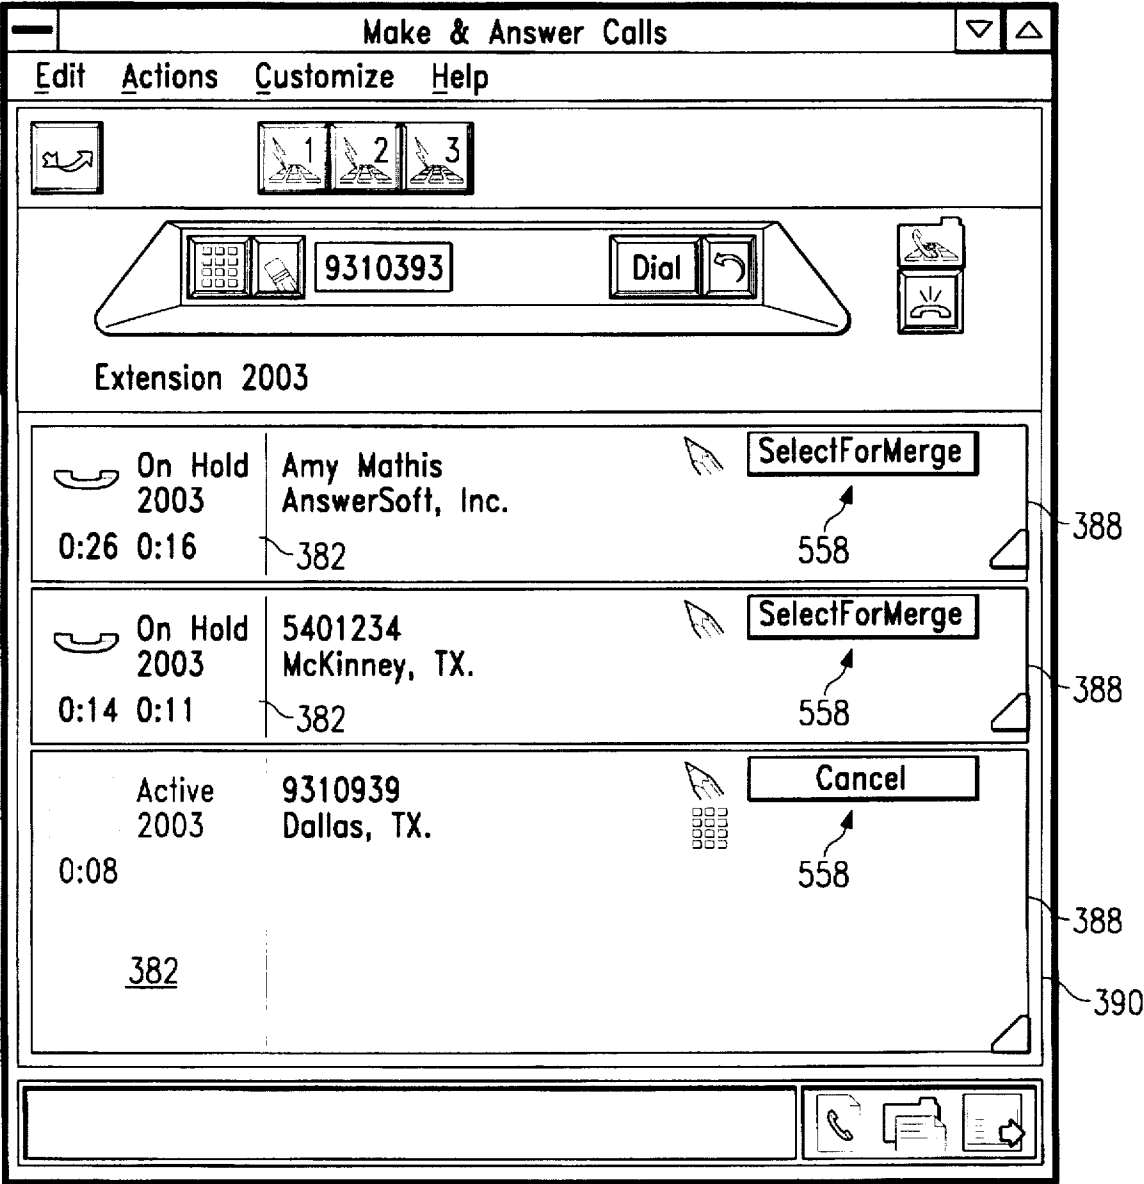 Make & Answer Calls
Edit Actions Customize Help
1 2 3
9310393 Dial
Extension 2003
On Hold Amy Mathis SelectForMerge
2003 AnswerSoft, Inc.
0:26 0:16 382 558 388
On Hold 5401234 SelectForMerge
2003 McKinney, TX.
0:14 0:11 382 558 388
Active 9310939 Cancel
2003 Dallas, TX.
0:08 558
388
382
390